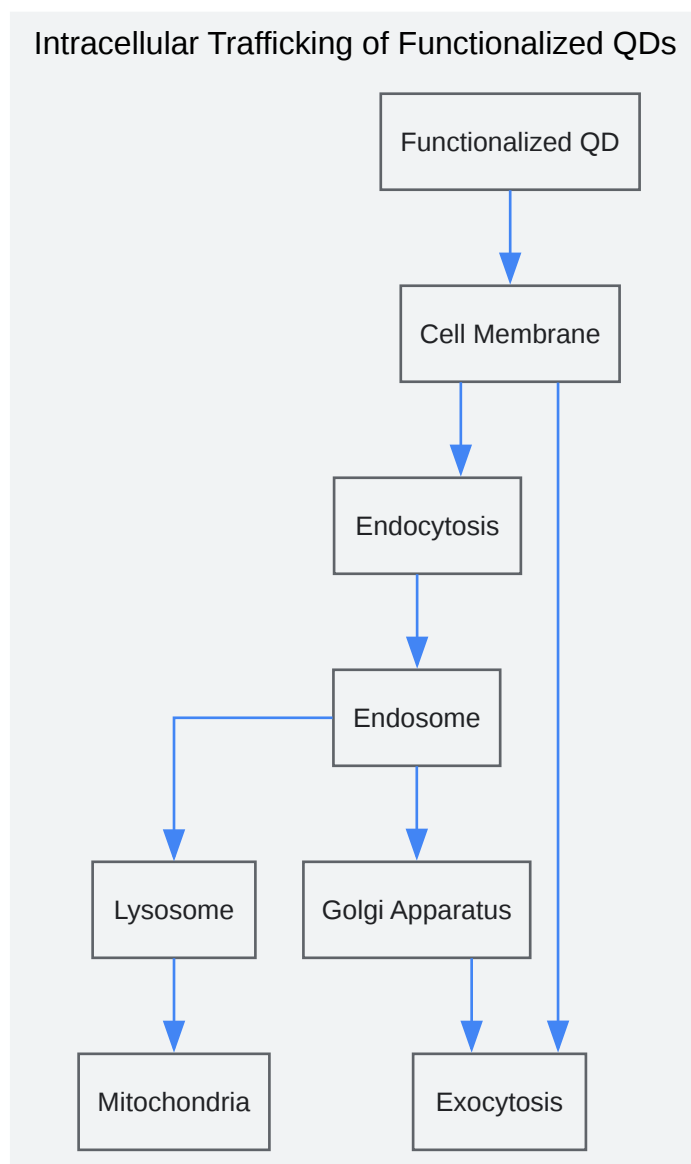 Intracellular Trafficking of Functionalized QDs
Functionalized QD
Cell Membrane
Endocytosis
Endosome
Lysosome
Golgi Apparatus
Mitochondria
Exocytosis